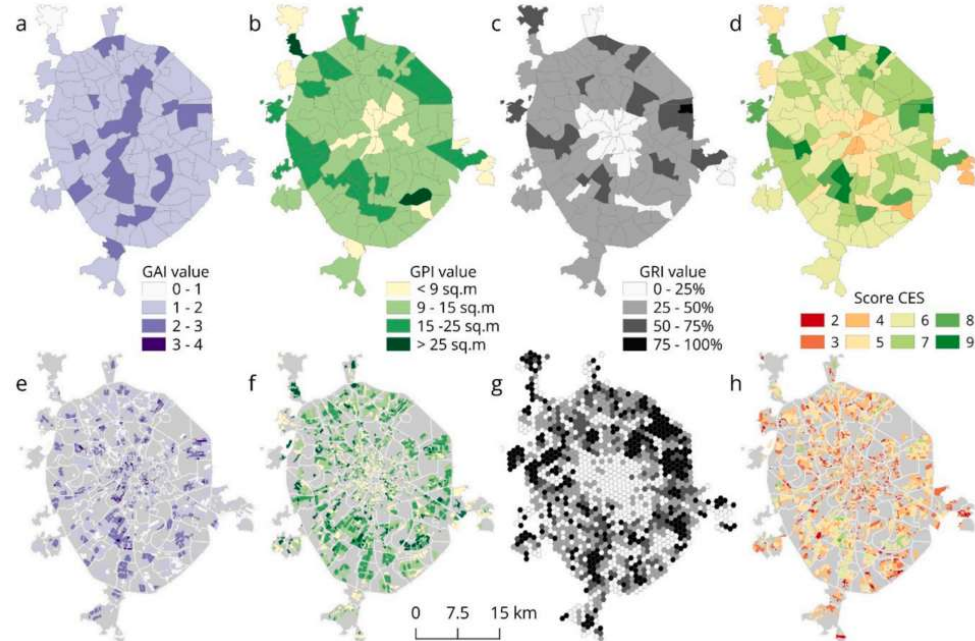 a
b
c
d
GAI value
0 - 1
1 - 2
2 - 3
3 - 4
GPI value
< 9 sq.m
9 - 15 sq.m
15 -25 sq.m
> 25 sq.m
GRI value
0 - 25%
25 - 50%
50 - 75%
75 - 100%
Score CES
2 4 6 8
3 5 7 9
e
f
g
h
0 7.5 15 km